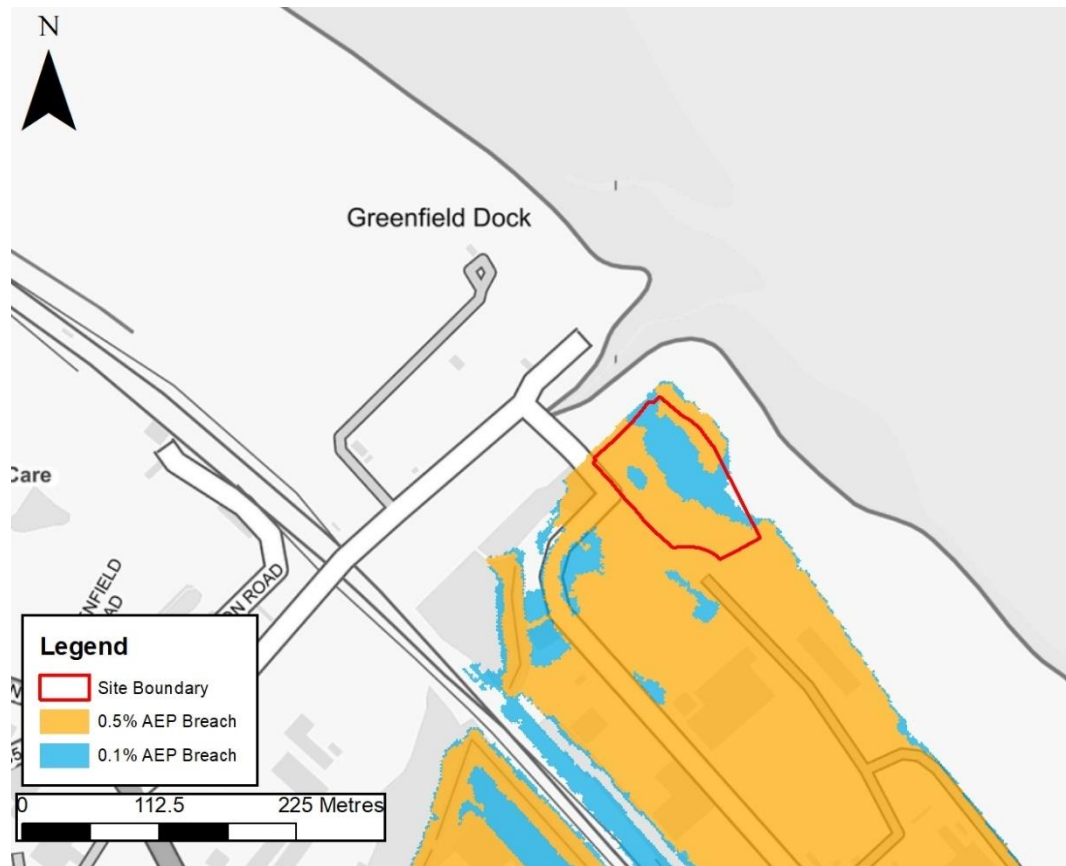 N
Greenfield Dock
Care
ON ROAD
Legend
Site Boundary
0.5% AEP Breach
0.1% AEP Breach
0 112.5 225 Metres